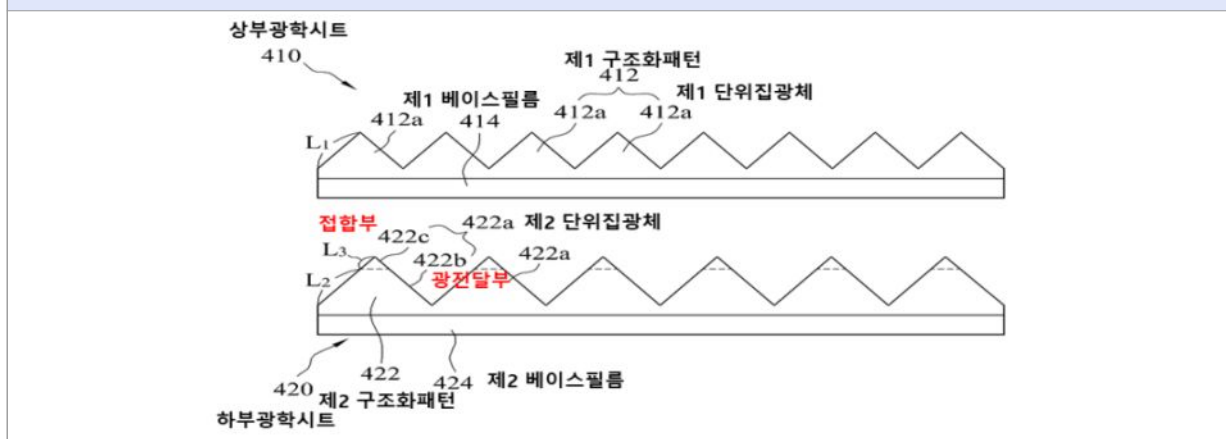 상부광학시트
410
제1 구조화패턴
412
제1 베이스필름
제1 단위집광체
412a
414
412a
412a
L₁
접합부
422a 제2 단위집광체
L₃
422c
422b
422a
L₂
광전달부
420
422
424
제2 베이스필름
제2 구조화패턴
하부광학시트